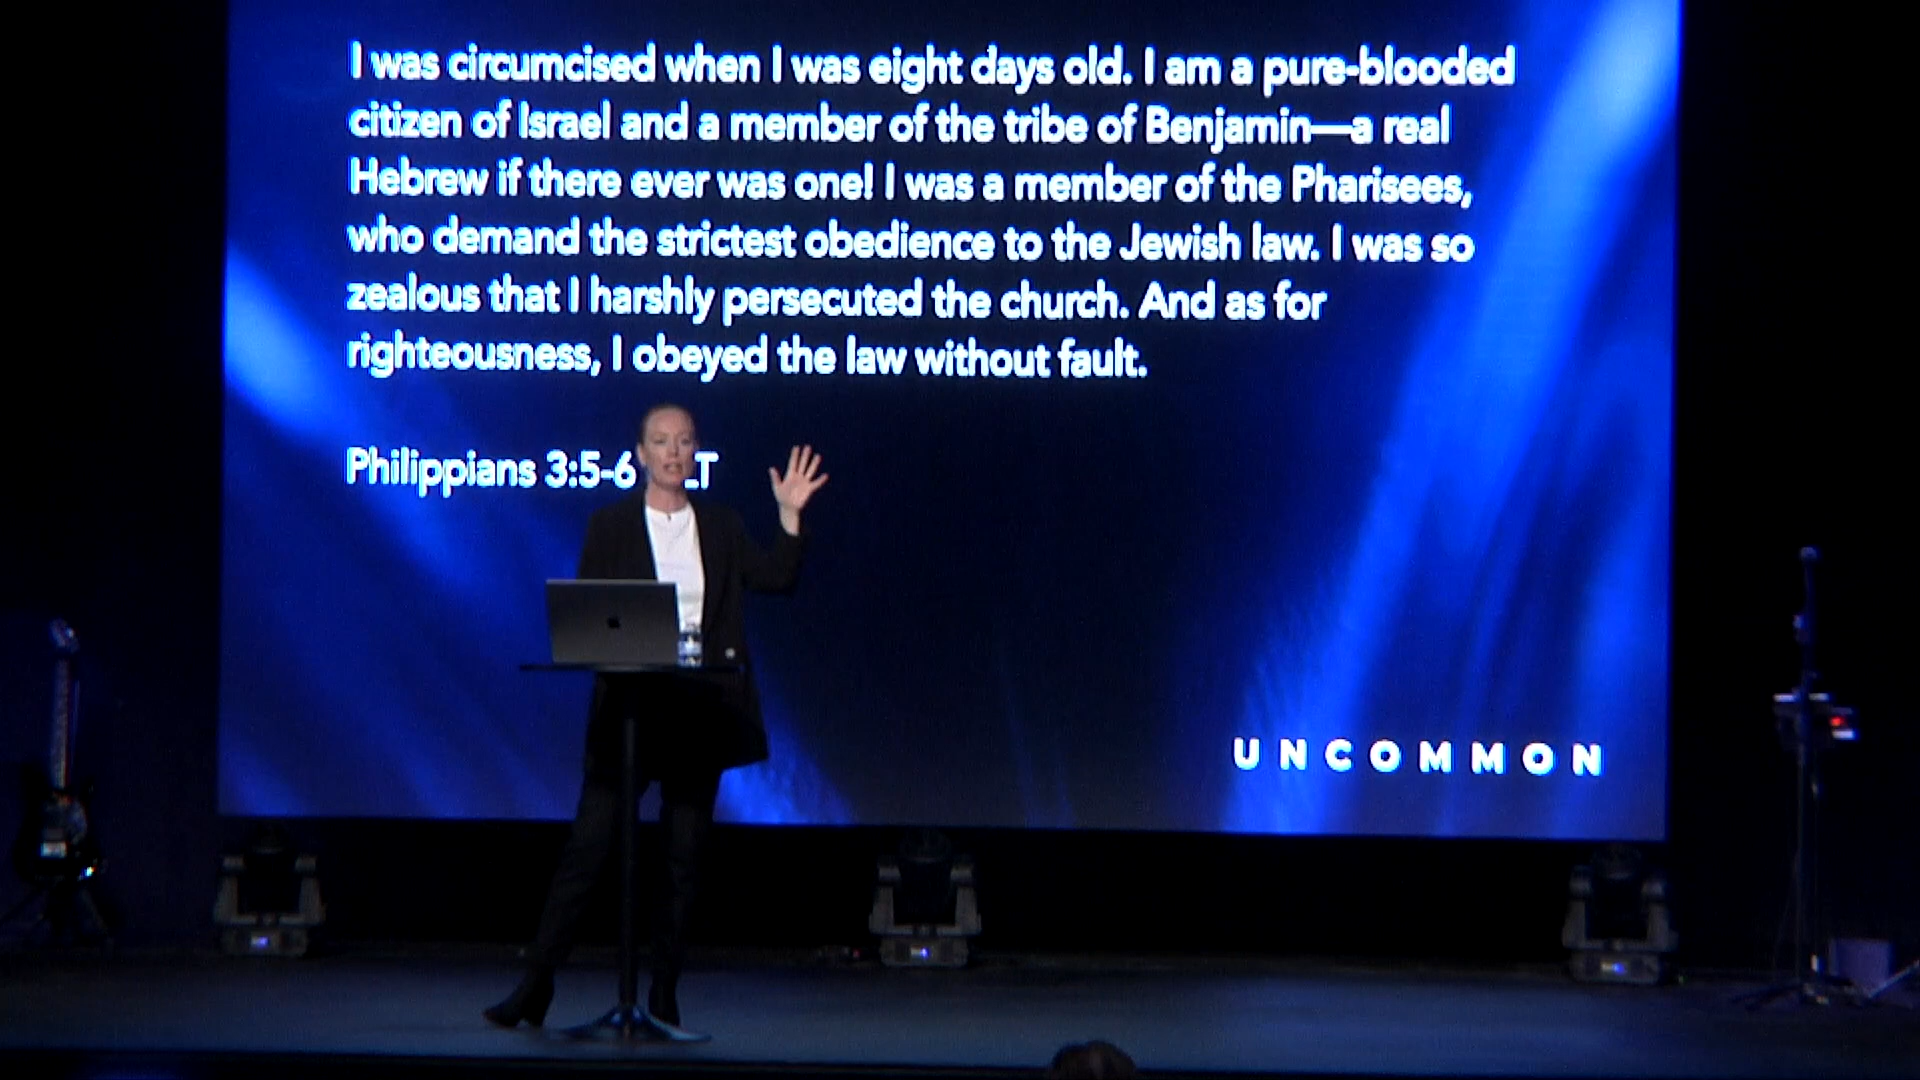 I was circumcised when I was eight days old. I am a pure-blooded
citizen of Israel and a member of the tribe of Benjamin—a real
Hebrew if there ever was one! I was a member of the Pharisees,
who demand the strictest obedience to the Jewish law. I was so
zealous that I harshly persecuted the church. And as for
righteousness, I obeyed the law without fault.
Philippians 3:5-6
UNCOMMON